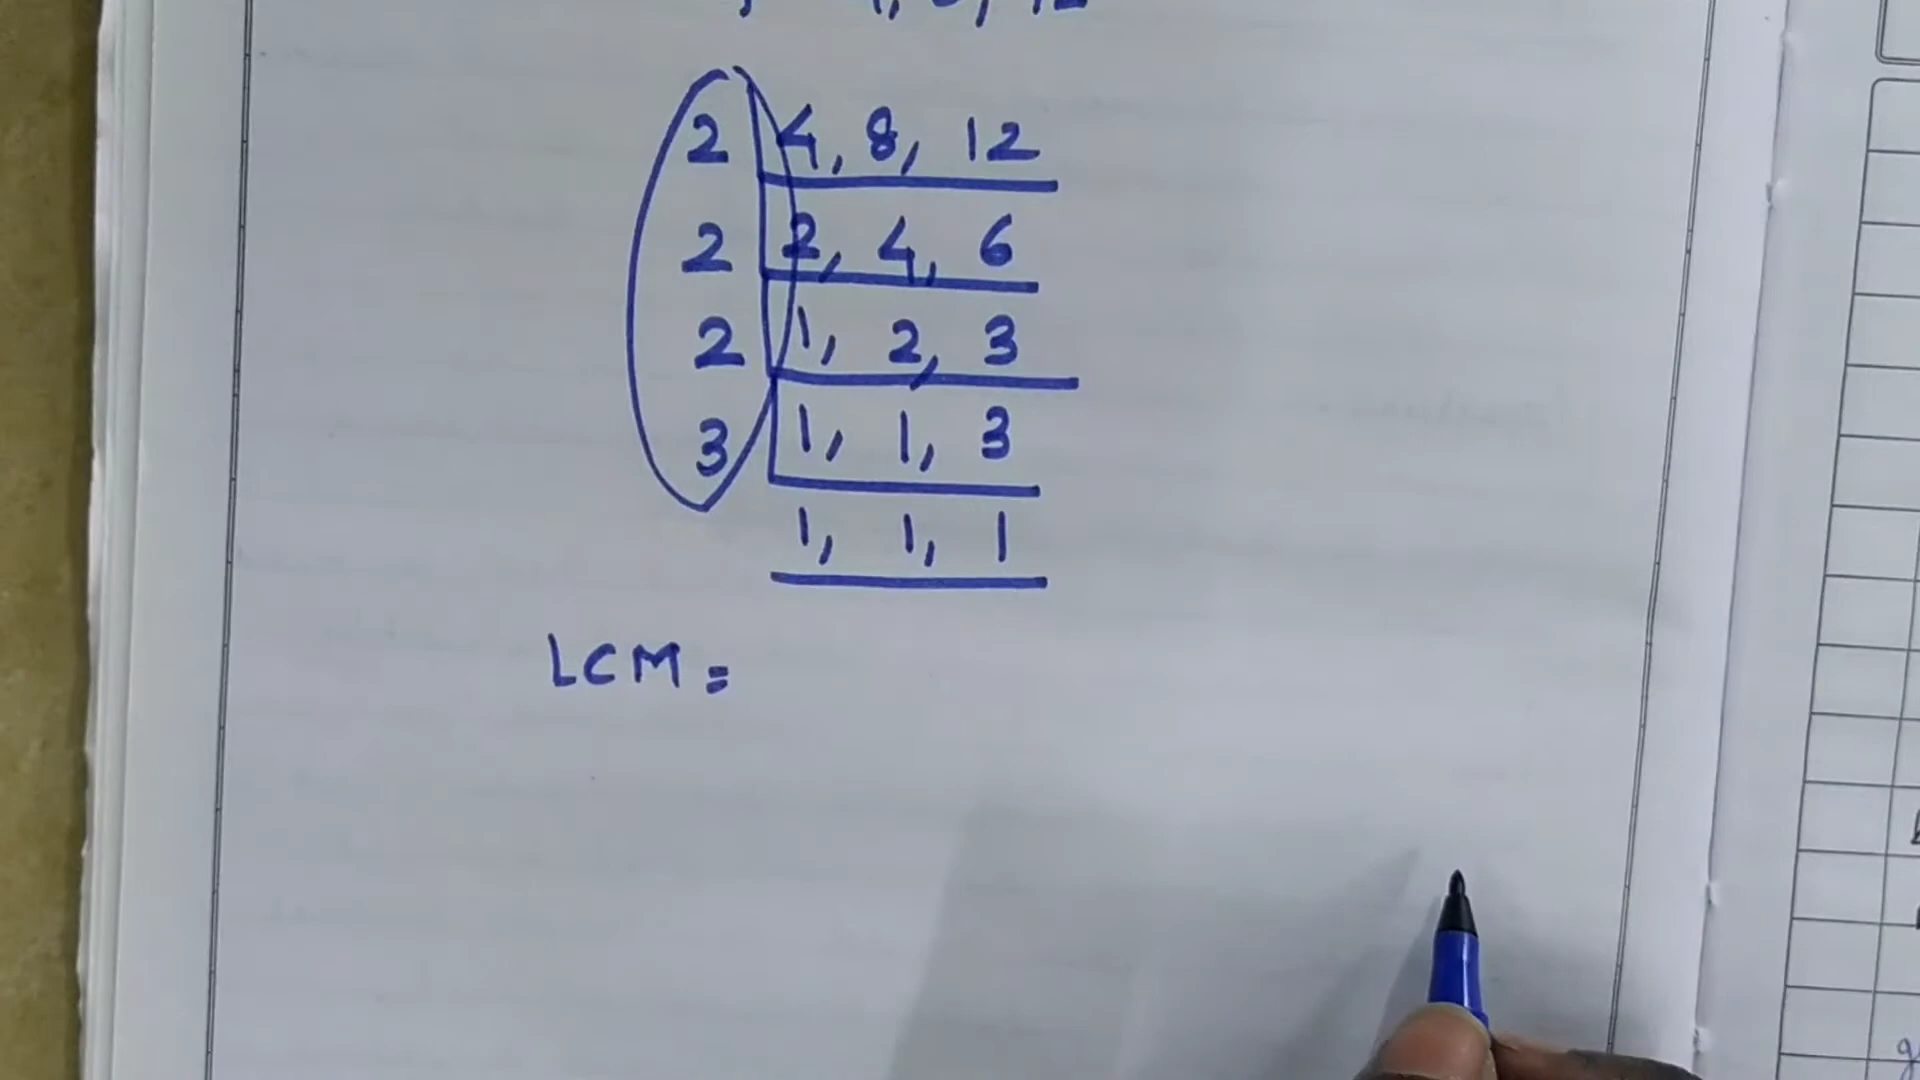 2 4, 8, 12
2 2, 4, 6
2 1, 2, 3
3 1, 1, 3
1, 1, 1
LCM =